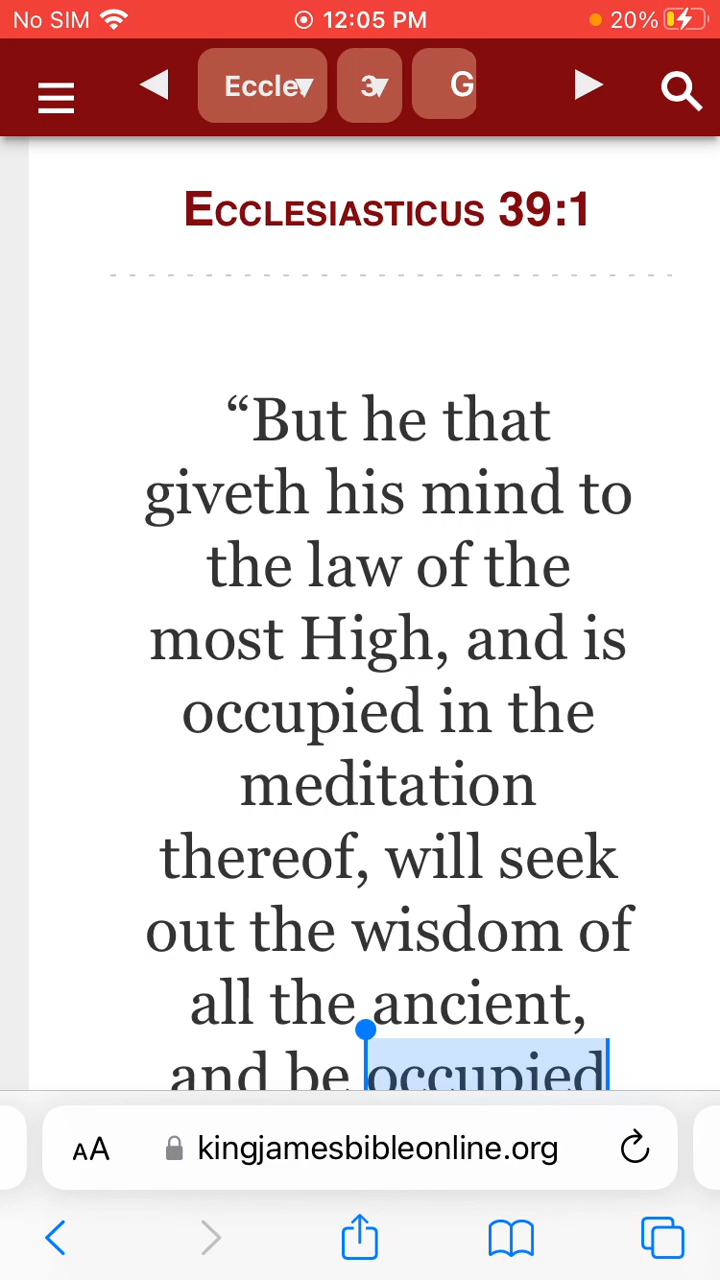 No SIM 12:05 PM 20%
Eccle 3 G
ECCLESIASTICUS 39:1
“But he that
giveth his mind to
the law of the
most High, and is
occupied in the
meditation
thereof, will seek
out the wisdom of
all the ancient,
and be occupied
AA kingjamesbibleonline.org